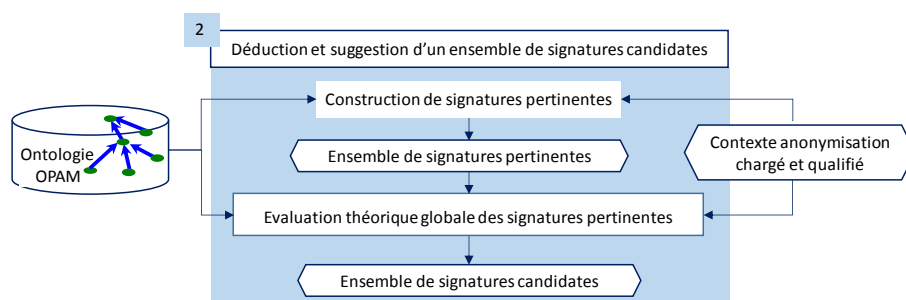 2
Déduction et suggestion d'un ensemble de signatures candidates
Construction de signatures pertinentes
Ontologie
OPAM
Ensemble de signatures pertinentes
Contexte anonymisation
chargé et qualifié
Evaluation théorique globale des signatures pertinentes
Ensemble de signatures candidates